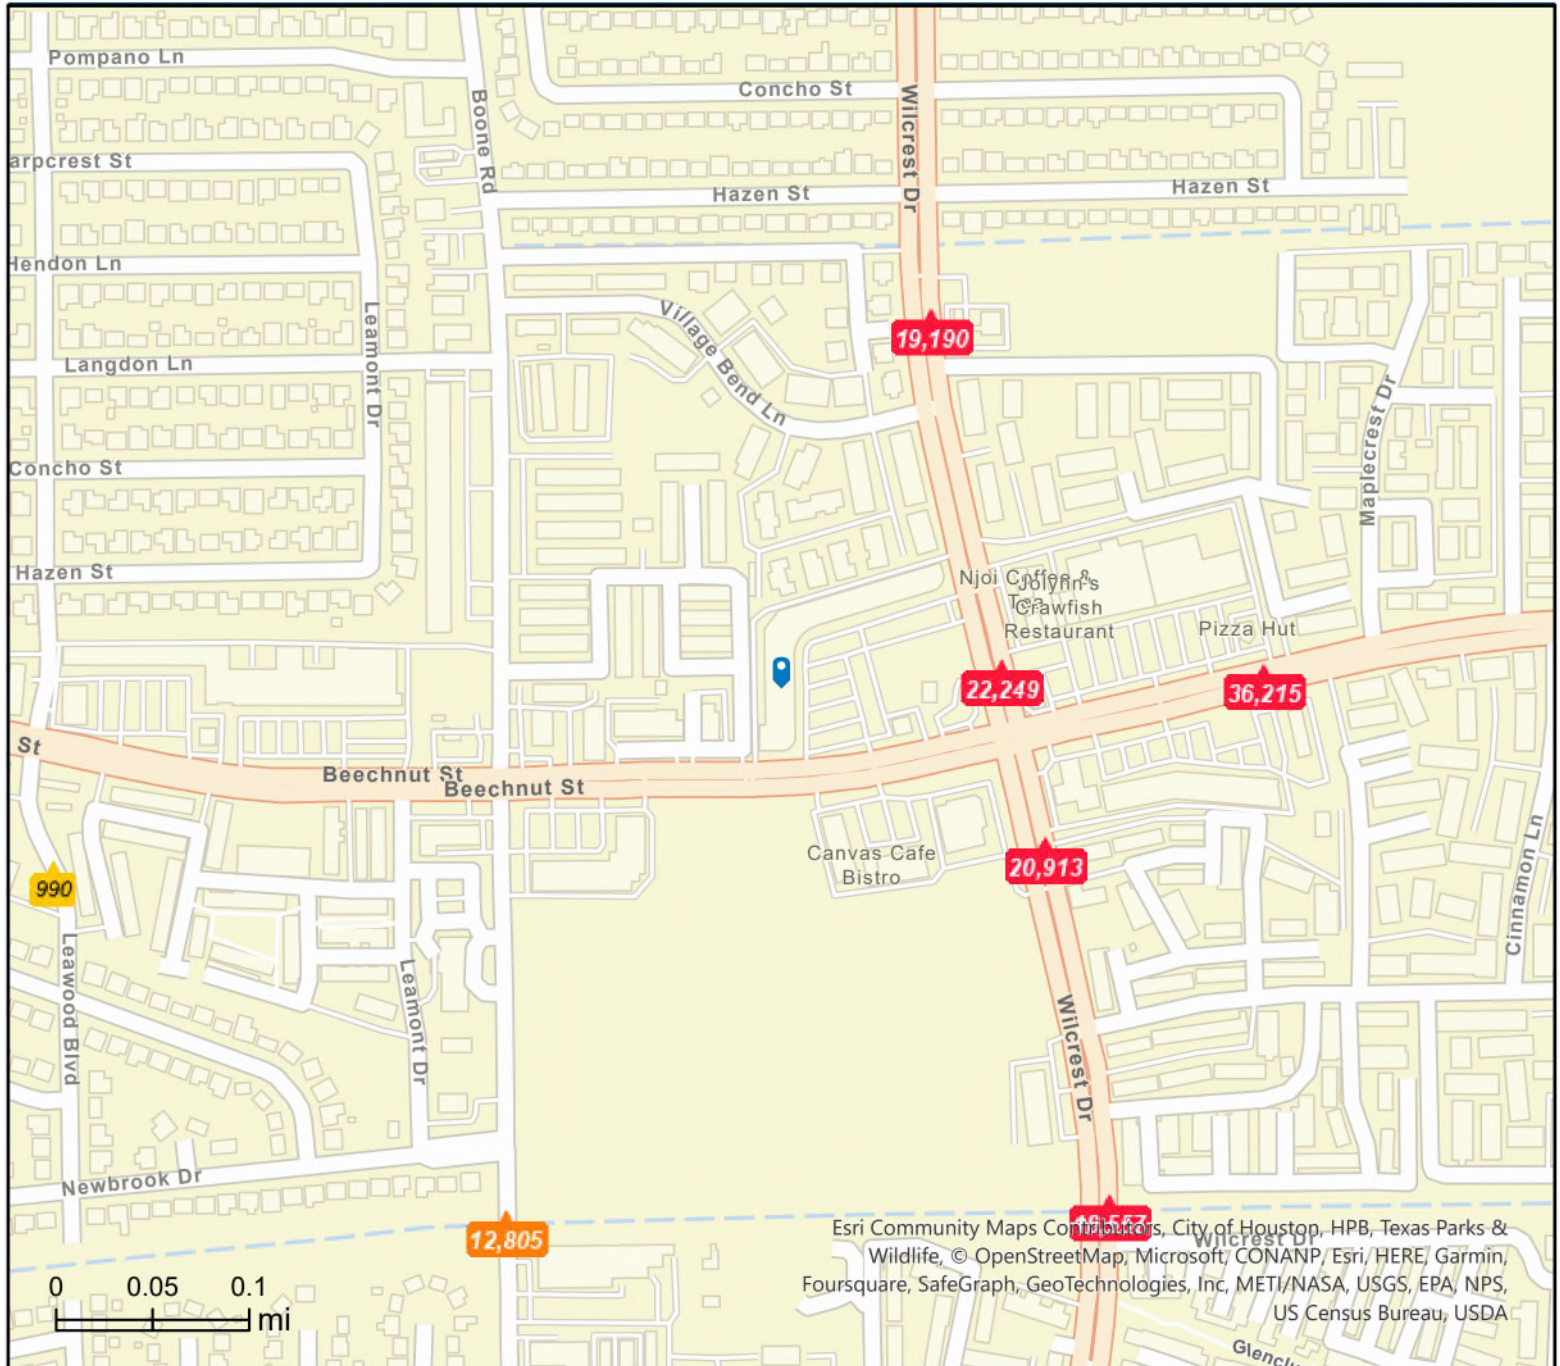 Pompano Ln
Concho St
Boone Rd
Wilcrest Dr
arpcrest St
Hazen St
Hazen St
Hendon Ln
Leamont Dr
Village Bend Ln
19,190
Langdon Ln
Maplecrest Dr
Concho St
Hazen St
Njoi Coffee &
Tea
Jolynn's
Crawfish
Restaurant
Pizza Hut
22,249
36,215
St
Beechnut St
Beechnut St
Canvas Cafe
Bistro
20,913
990
Cinnamon Ln
Leawood Blvd
Leamont Dr
Wilcrest Dr
Newbrook Dr
12,805
Wilcrest Dr
Esri Community Maps Contributors, City of Houston, HPB, Texas Parks &
Wildlife, © OpenStreetMap, Microsoft, CONANP, Esri, HERE, Garmin,
Foursquare, SafeGraph, GeoTechnologies, Inc, METI/NASA, USGS, EPA, NPS,
US Census Bureau, USDA
0 0.05 0.1
mi